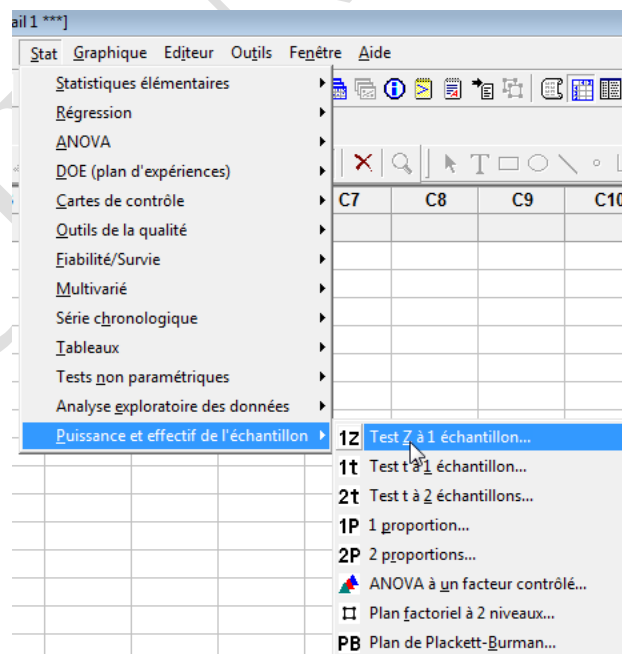 ail 1 ***]
Stat Graphique Editeur Outils Fenêtre Aide
Statistiques élémentaires
Régression
ANOVA
DOE (plan d'expériences)
Cartes de contrôle
Outils de la qualité
Fiabilité/Survie
Multivarié
Série chronologique
Tableaux
Tests non paramétriques
Analyse exploratoire des données
Puissance et effectif de l'échantillon
C7 C8 C9 C10
1Z Test Z à 1 échantillon...
1t Test t à 1 échantillon...
2t Test t à 2 échantillons...
1P 1 proportion...
2P 2 proportions...
ANOVA à un facteur contrôlé...
Plan factoriel à 2 niveaux...
PB Plan de Plackett-Burman...